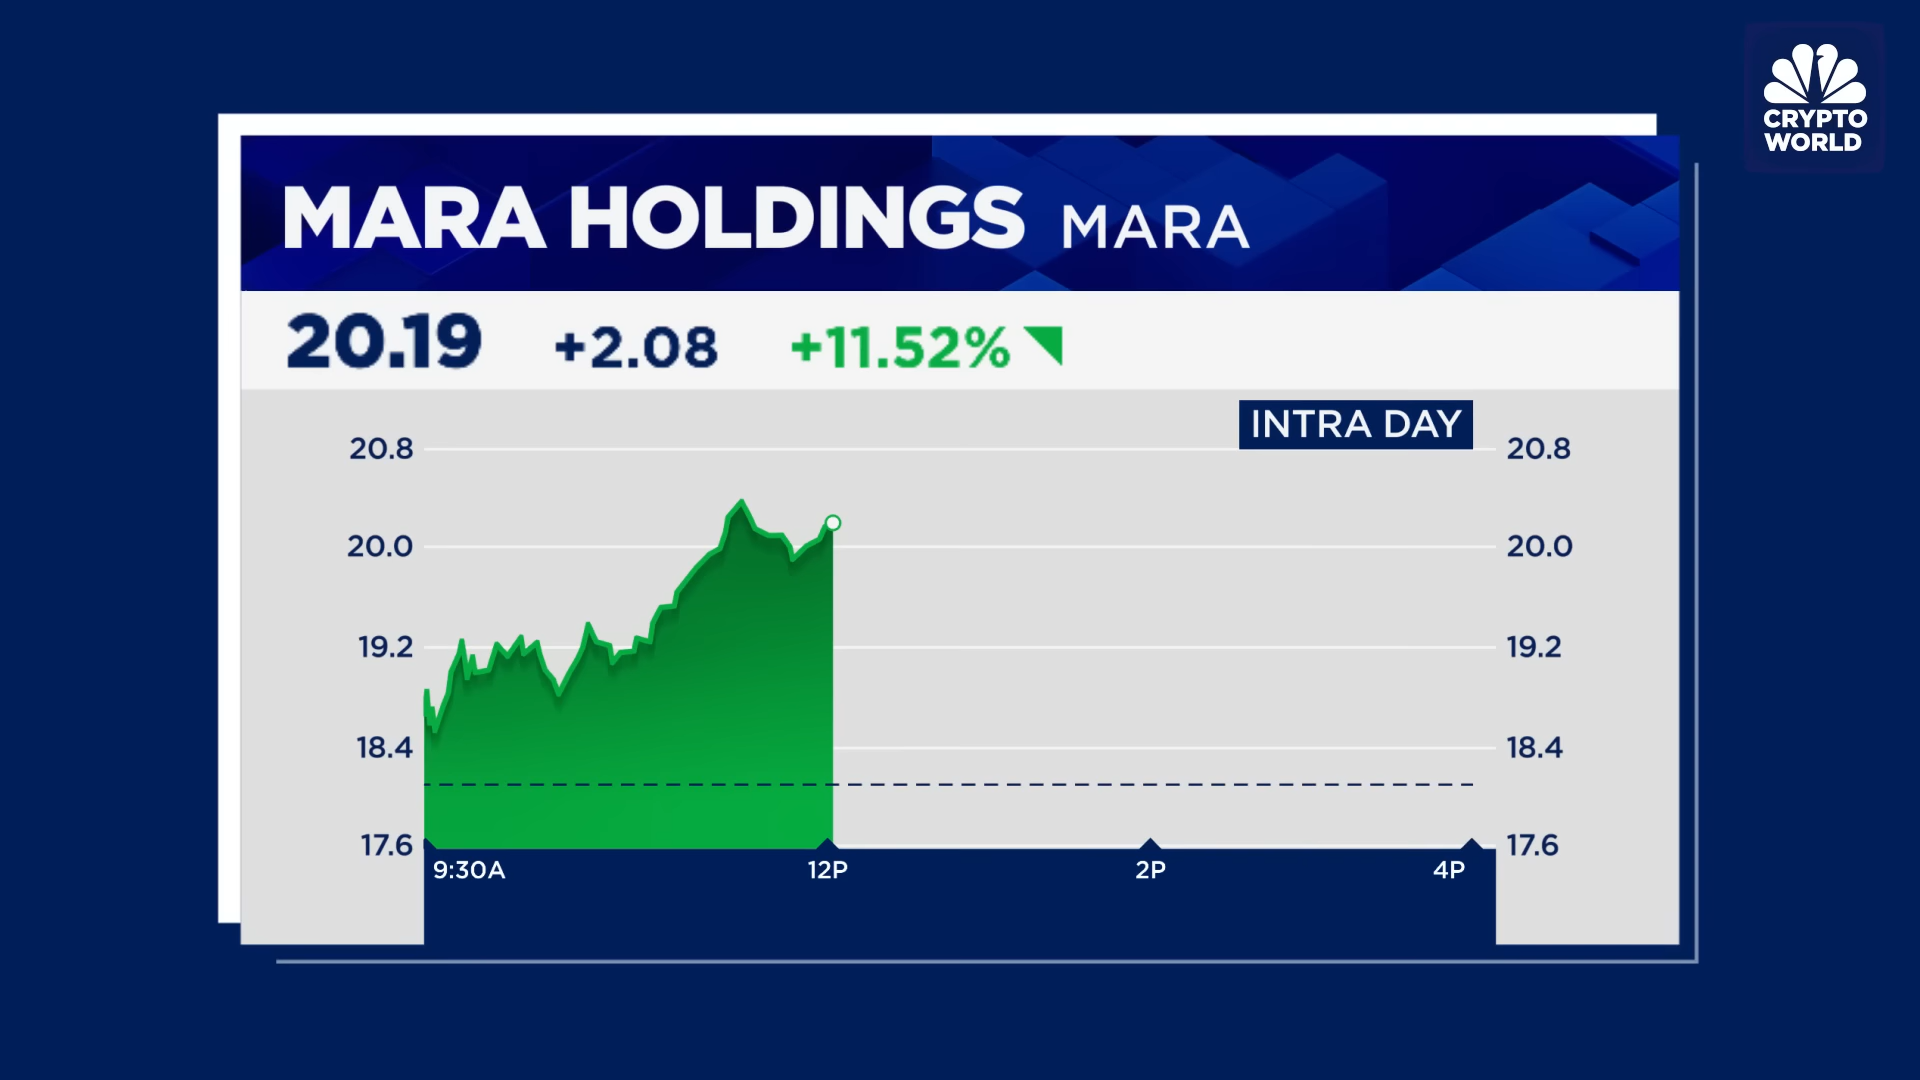 CRYPTO
WORLD
MARA HOLDINGS MARA
20.19 +2.08 +11.52%
INTRA DAY
20.8 20.8
20.0 20.0
19.2 19.2
18.4 18.4
17.6 17.6
9:30A 12P 2P 4P